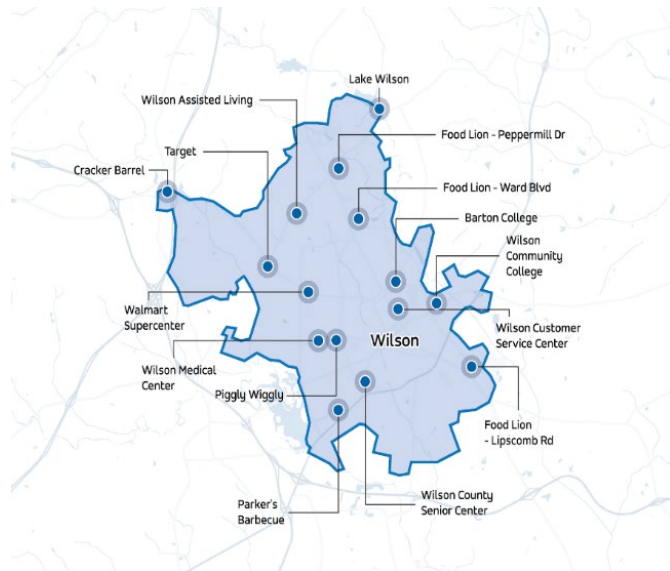 Lake Wilson
Wilson Assisted Living
Food Lion - Peppermill Dr
Target
Cracker Barrel
Food Lion - Ward Blvd
Barton College
Wilson
Community
College
Walmart
Supercenter
Wilson Customer
Service Center
Wilson
Wilson Medical
Center
Piggly Wiggly
Food Lion
- Lipscomb Rd
Parker's
Barbecue
Wilson County
Senior Center